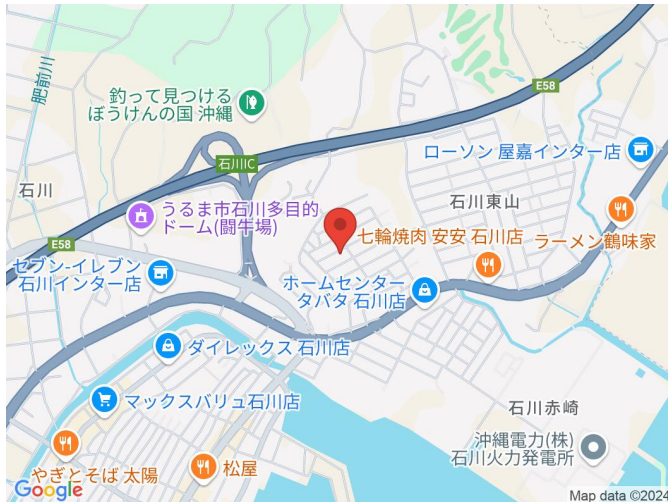 肥前川
釣って見つける
ぼうけんの国 沖縄
E58
石川IC
ローソン 屋嘉インター店
石川
石川東山
うるま市石川多目的
ドーム(闘牛場)
七輪焼肉 安安 石川店
ラーメン鶴味家
E58
セブン-イレブン
石川インター店
ホームセンター
タバタ 石川店
ダイレックス 石川店
マックスバリュ石川店
石川赤崎
沖縄電力(株)
石川火力発電所
やぎとそば 太陽
松屋
Google
Map data ©2024